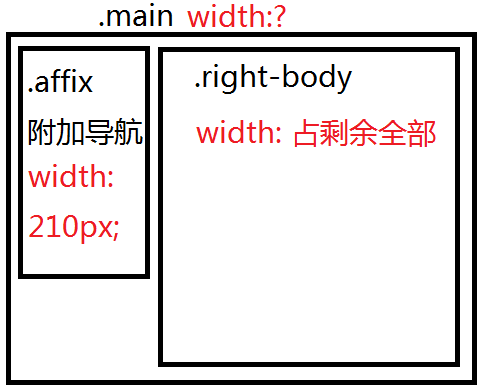 .main width:?
.affix
附加导航
width:
210px;
.right-body
width: 占剩余全部